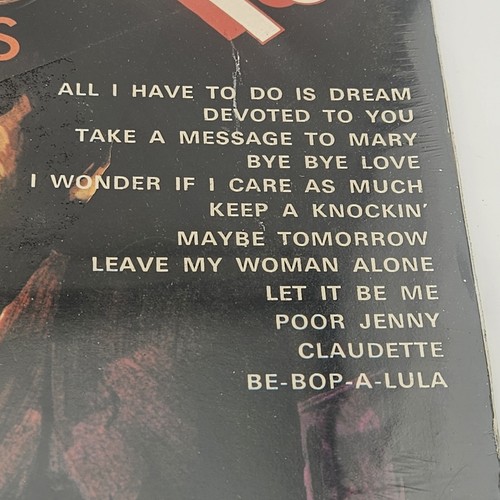 S
ALL I HAVE TO DO IS DREAM
DEVOTED TO YOU
TAKE A MESSAGE TO MARY
BYE BYE LOVE
I WONDER IF I CARE AS MUCH
KEEP A KNOCKIN'
MAYBE TOMORROW
LEAVE MY WOMAN ALONE
LET IT BE ME
POOR JENNY
CLAUDETTE
BE-BOP-A-LULA